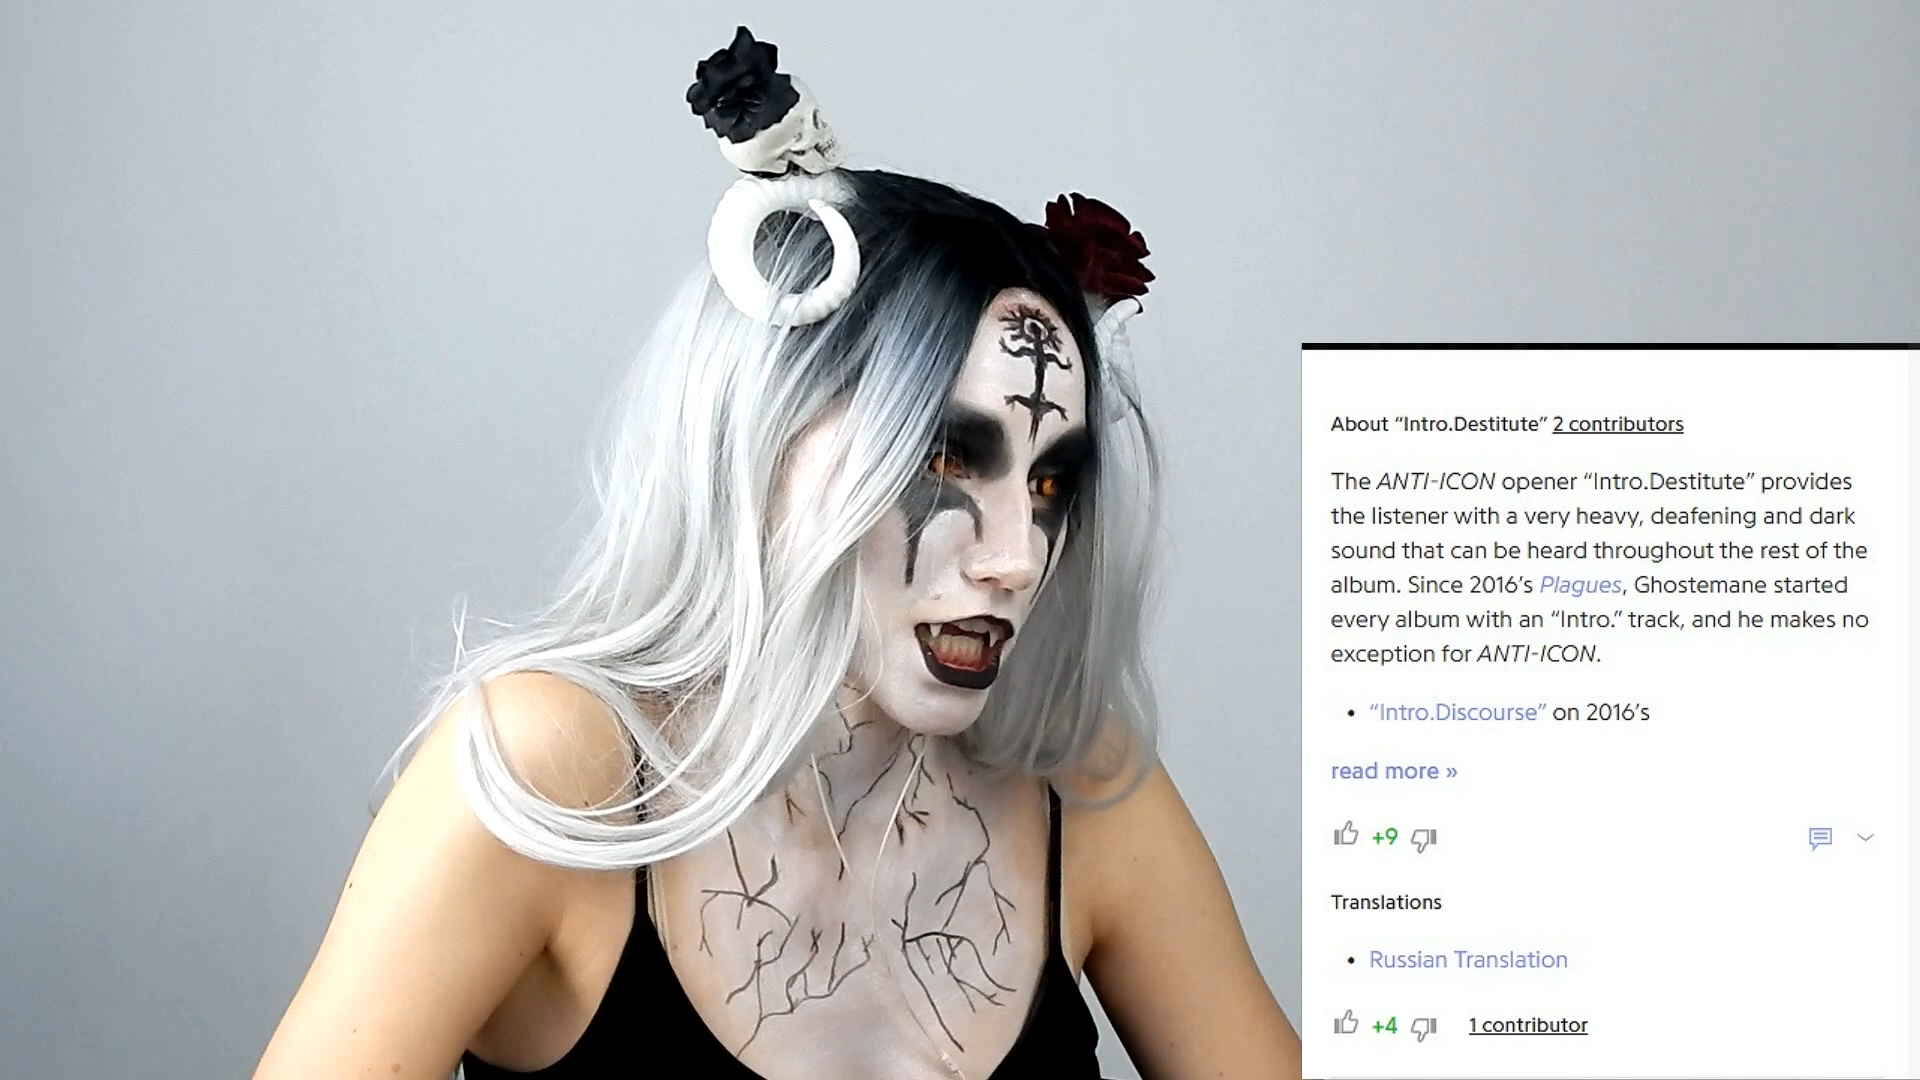 About “Intro.Destitute” 2 contributors
The ANTI-ICON opener “Intro.Destitute” provides
the listener with a very heavy, deafening and dark
sound that can be heard throughout the rest of the
album. Since 2016’s Plagues, Ghostemane started
every album with an “Intro.” track, and he makes no
exception for ANTI-ICON.
• “Intro.Discourse” on 2016’s
read more »
+9
Translations
• Russian Translation
+4 1 contributor